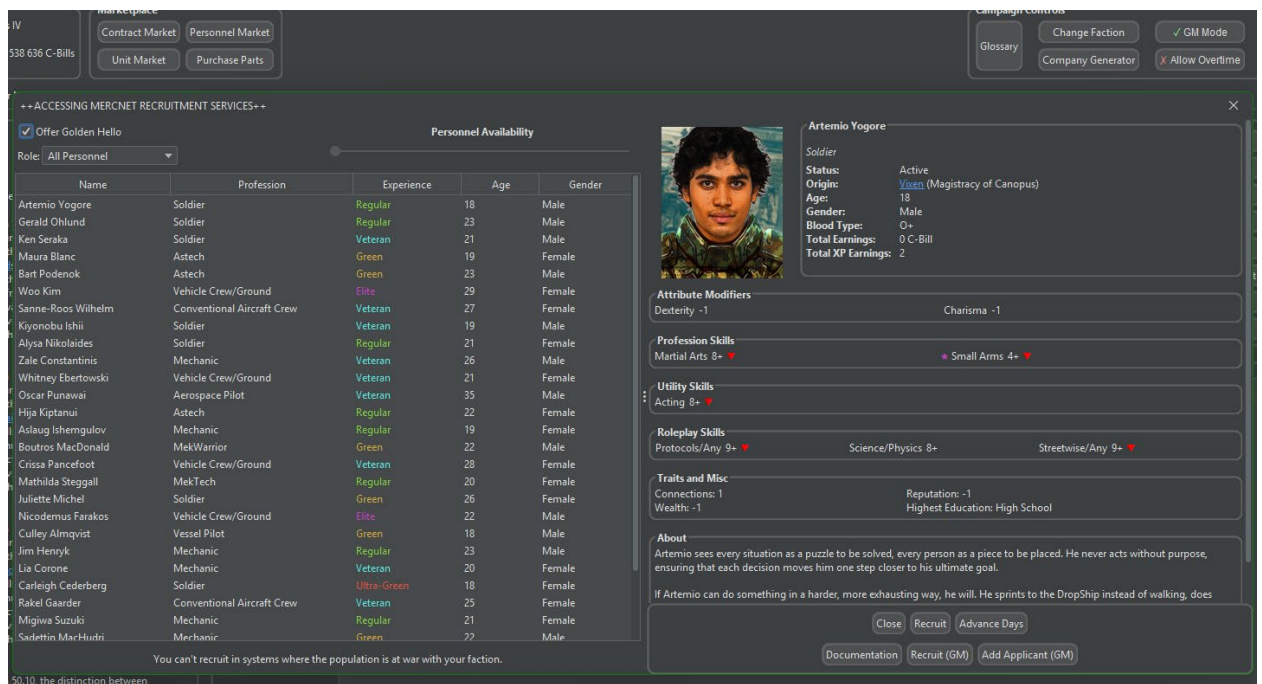 s IV
Marketplace
Campaign Controls
Contract Market Personnel Market
Glossary
Change Faction
✓ GM Mode
538 636 C-Bills
Unit Market Purchase Parts
Company Generator
X Allow Overtime
++ACCESSING MERCNET RECRUITMENT SERVICES++
Offer Golden Hello
Personnel Availability
Role: All Personnel
Name Profession Experience Age Gender
Artemio Yogore Soldier Regular 18 Male
Gerald Ohlund Soldier Regular 23 Male
Ken Seraka Soldier Veteran 21 Male
Maura Blanc Astech Green 19 Female
Bart Podenok Astech Green 23 Male
Woo Kim Vehicle Crew/Ground Elite 29 Female
Sanne-Roos Wilhelm Conventional Aircraft Crew Veteran 27 Female
Kiyonobu Ishii Soldier Veteran 19 Male
Alysa Nikolaides Soldier Regular 21 Female
Zale Constantinis Mechanic Veteran 26 Male
Whitney Ebertowski Vehicle Crew/Ground Veteran 21 Female
Oscar Punawai Aerospace Pilot Veteran 35 Male
Hija Kiptanui Astech Regular 22 Female
Aslaug Ishemgulov Mechanic Regular 19 Female
Boutros MacDonald MekWarrior Green 22 Male
Crissa Pancefoot Vehicle Crew/Ground Veteran 28 Female
Mathilda Steggall MekTech Regular 20 Female
Juliette Michel Soldier Green 26 Female
Nicodemus Farakos Vehicle Crew/Ground Elite 22 Male
Culley Almqvist Vessel Pilot Green 18 Male
Jim Henryk Mechanic Regular 23 Male
Lia Corone Mechanic Veteran 20 Female
Carleigh Cederberg Soldier Ultra-Green 18 Female
Rakel Gaarder Conventional Aircraft Crew Veteran 25 Female
Migiwa Suzuki Mechanic Regular 21 Female
Sadettin MacHudri Mechanic Green 22 Male
You can't recruit in systems where the population is at war with your faction.
Artemio Yogore
Soldier
Status: Active
Origin: Vixen (Magistracy of Canopus)
Age: 18
Gender: Male
Blood Type: O+
Total Earnings: 0 C-Bill
Total XP Earnings: 2
Attribute Modifiers
Dexterity -1 Charisma -1
Profession Skills
Martial Arts 8+ ▼ ★ Small Arms 4+ ▼
Utility Skills
Acting 8+ ▼
Roleplay Skills
Protocols/Any 9+ ▼ Science/Physics 8+ Streetwise/Any 9+ ▼
Traits and Misc
Connections: 1 Reputation: -1
Wealth: -1 Highest Education: High School
About
Artemio sees every situation as a puzzle to be solved, every person as a piece to be placed. He never acts without purpose,
ensuring that each decision moves him one step closer to his ultimate goal.
If Artemio can do something in a harder, more exhausting way, he will. He sprints to the DropShip instead of walking, does
Close Recruit Advance Days
Documentation Recruit (GM) Add Applicant (GM)
50.10, the distinction between